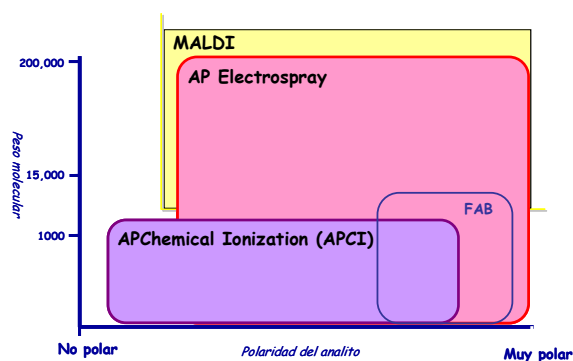 MALDI
200,000
AP Electrospray
Peso molecular
15,000
FAB
1000
APChemical Ionization (APCI)
No polar
Polaridad del analito
Muy polar